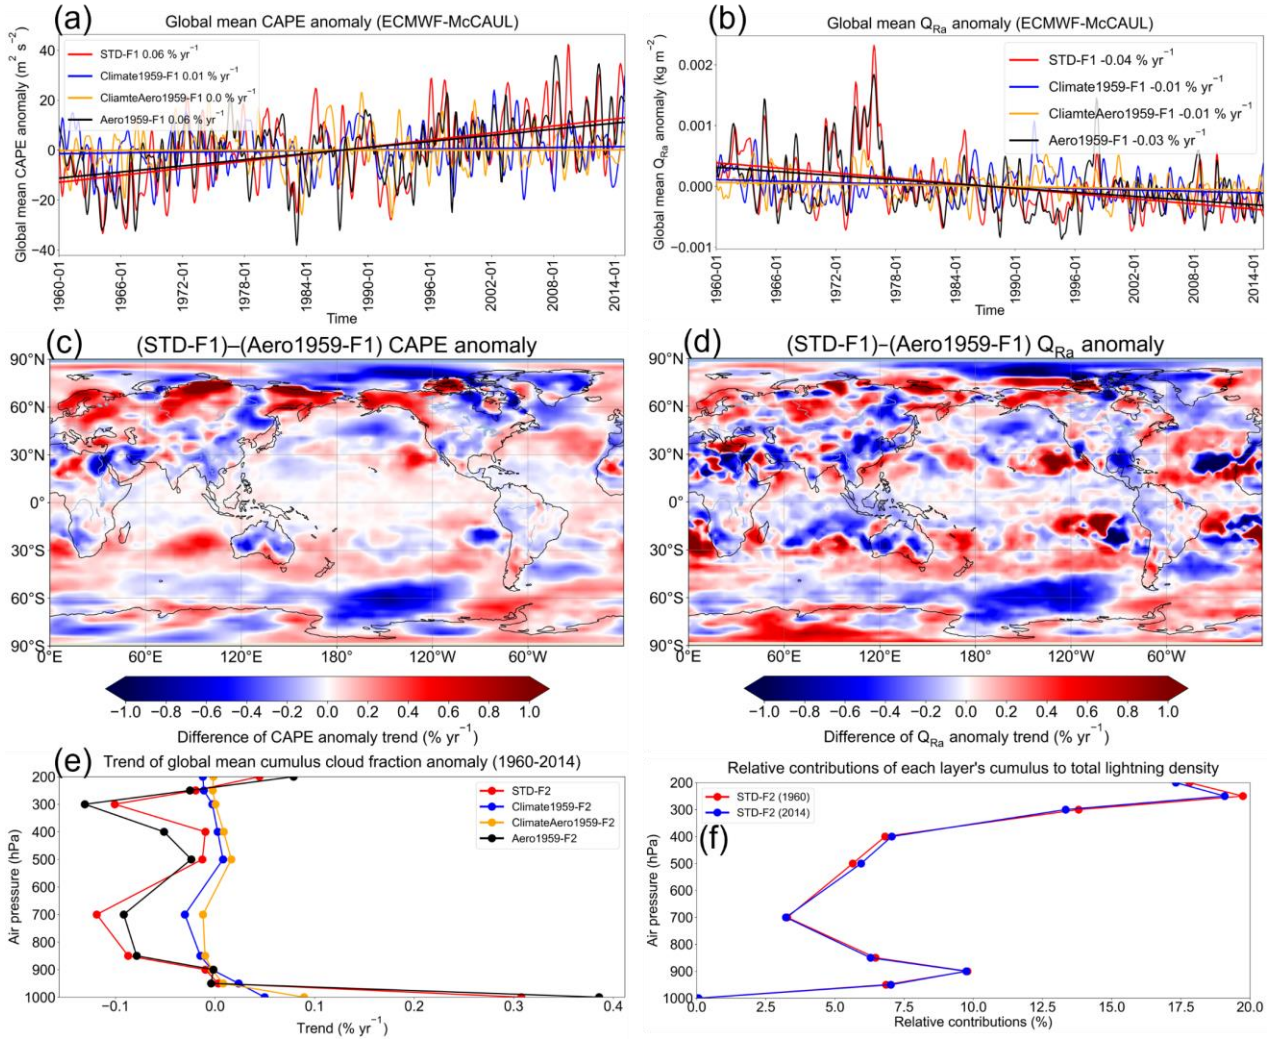 (a)
Global mean CAPE anomaly (ECMWF-McCAUL)
Global mean CAPE anomaly (m² s⁻²)
40
20
0
−20
−40
STD-F1 0.06 % yr⁻¹
Climate1959-F1 0.01 % yr⁻¹
CliamteAero1959-F1 0.0 % yr⁻¹
Aero1959-F1 0.06 % yr⁻¹
1960-01
1966-01
1972-01
1978-01
1984-01
1990-01
1996-01
2002-01
2008-01
2014-01
Time
(b)
Global mean Q_Ra anomaly (ECMWF-McCAUL)
Global mean Q_Ra anomaly (kg m⁻²)
0.002
0.001
0.000
−0.001
STD-F1 -0.04 % yr⁻¹
Climate1959-F1 -0.01 % yr⁻¹
CliamteAero1959-F1 -0.01 % yr⁻¹
Aero1959-F1 -0.03 % yr⁻¹
1960-01
1966-01
1972-01
1978-01
1984-01
1990-01
1996-01
2002-01
2008-01
2014-01
Time
(c)
(STD-F1)−(Aero1959-F1) CAPE anomaly
90°N
60°N
30°N
0°
30°S
60°S
90°S
0°E
60°E
120°E
180°
120°W
60°W
−1.0 −0.8 −0.6 −0.4 −0.2 0.0 0.2 0.4 0.6 0.8 1.0
Difference of CAPE anomaly trend (% yr⁻¹)
(d)
(STD-F1)−(Aero1959-F1) Q_Ra anomaly
90°N
60°N
30°N
0°
30°S
60°S
90°S
0°E
60°E
120°E
180°
120°W
60°W
−1.0 −0.8 −0.6 −0.4 −0.2 0.0 0.2 0.4 0.6 0.8 1.0
Difference of Q_Ra anomaly trend (% yr⁻¹)
(e)
Trend of global mean cumulus cloud fraction anomaly (1960-2014)
Air pressure (hPa)
200
300
400
500
600
700
800
900
1000
STD-F2
Climate1959-F2
ClimateAero1959-F2
Aero1959-F2
−0.1 0.0 0.1 0.2 0.3 0.4
Trend (% yr⁻¹)
(f)
Relative contributions of each layer's cumulus to total lightning density
Air pressure (hPa)
200
300
400
500
600
700
800
900
1000
STD-F2 (1960)
STD-F2 (2014)
0.0 2.5 5.0 7.5 10.0 12.5 15.0 17.5 20.0
Relative contributions (%)